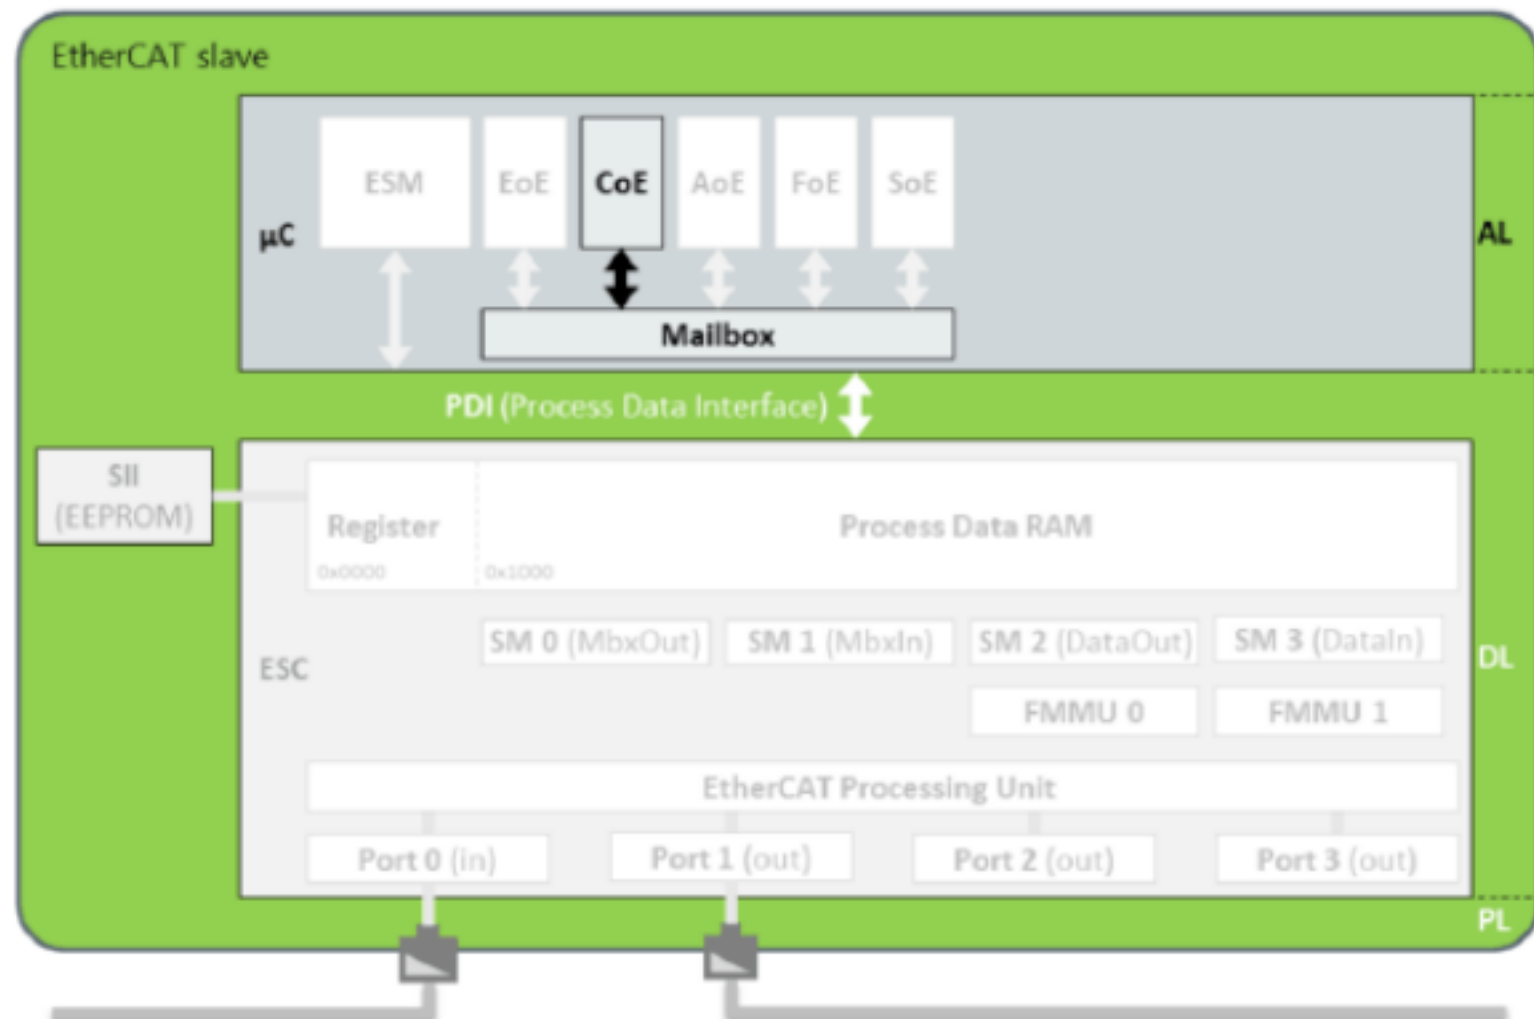 EtherCAT slave
ESM
EoE
CoE
AoE
FoE
SoE
µC
AL
Mailbox
PDI (Process Data Interface)
SII
(EEPROM)
Register
Process Data RAM
0x0000
0x1000
SM 0 (MbxOut)
SM 1 (MbxIn)
SM 2 (DataOut)
SM 3 (DataIn)
ESC
DL
FMMU 0
FMMU 1
EtherCAT Processing Unit
Port 0 (in)
Port 1 (out)
Port 2 (out)
Port 3 (out)
PL